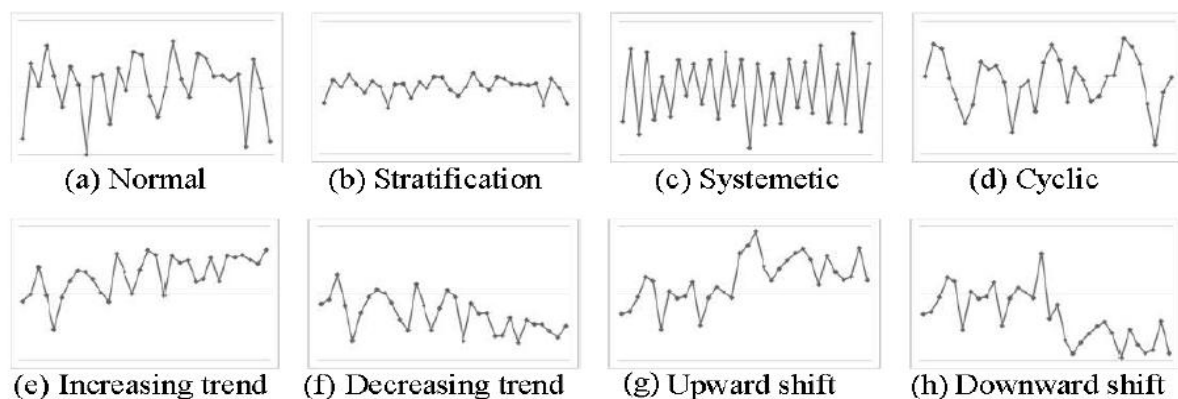 (a) Normal
(b) Stratification
(c) Systemetic
(d) Cyclic
(e) Increasing trend
(f) Decreasing trend
(g) Upward shift
(h) Downward shift